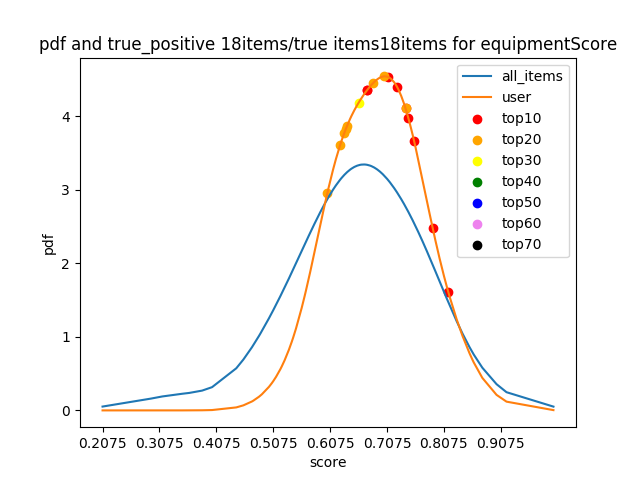 pdf and true_positive 18items/true items18items for equipmentScore
all_items
user
top10
top20
top30
top40
top50
top60
top70
pdf
4
3
2
1
0
0.2075 0.3075 0.4075 0.5075 0.6075 0.7075 0.8075 0.9075
score